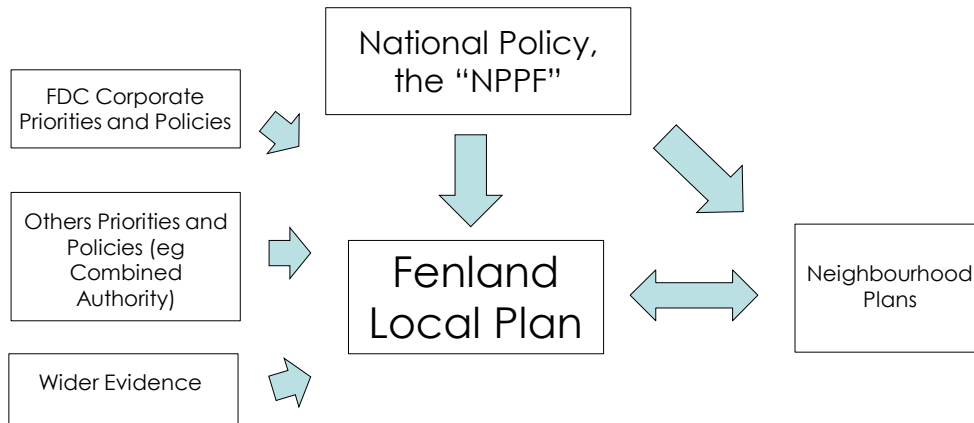 National Policy,
the “NPPF”
FDC Corporate
Priorities and Policies
Others Priorities and
Policies (eg
Combined
Authority)
Fenland
Local Plan
Neighbourhood
Plans
Wider Evidence